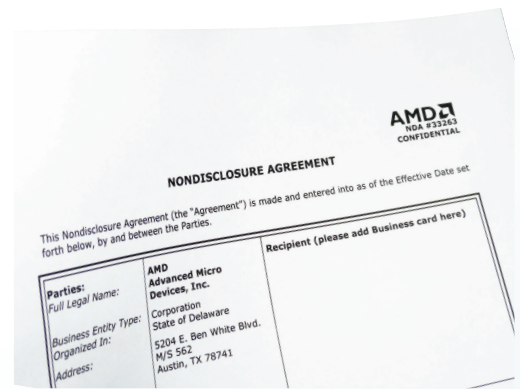 AMD
NDA #33263
CONFIDENTIAL
NONDISCLOSURE AGREEMENT
This Nondisclosure Agreement (the "Agreement") is made and entered into as of the Effective Date set
forth below, by and between the Parties.
Parties:
Full Legal Name:
Business Entity Type:
Organized In:
Address:
AMD
Advanced Micro
Devices, Inc.
Corporation
State of Delaware
5204 E. Ben White Blvd.
M/S 562
Austin, TX 78741
Recipient (please add Business card here)